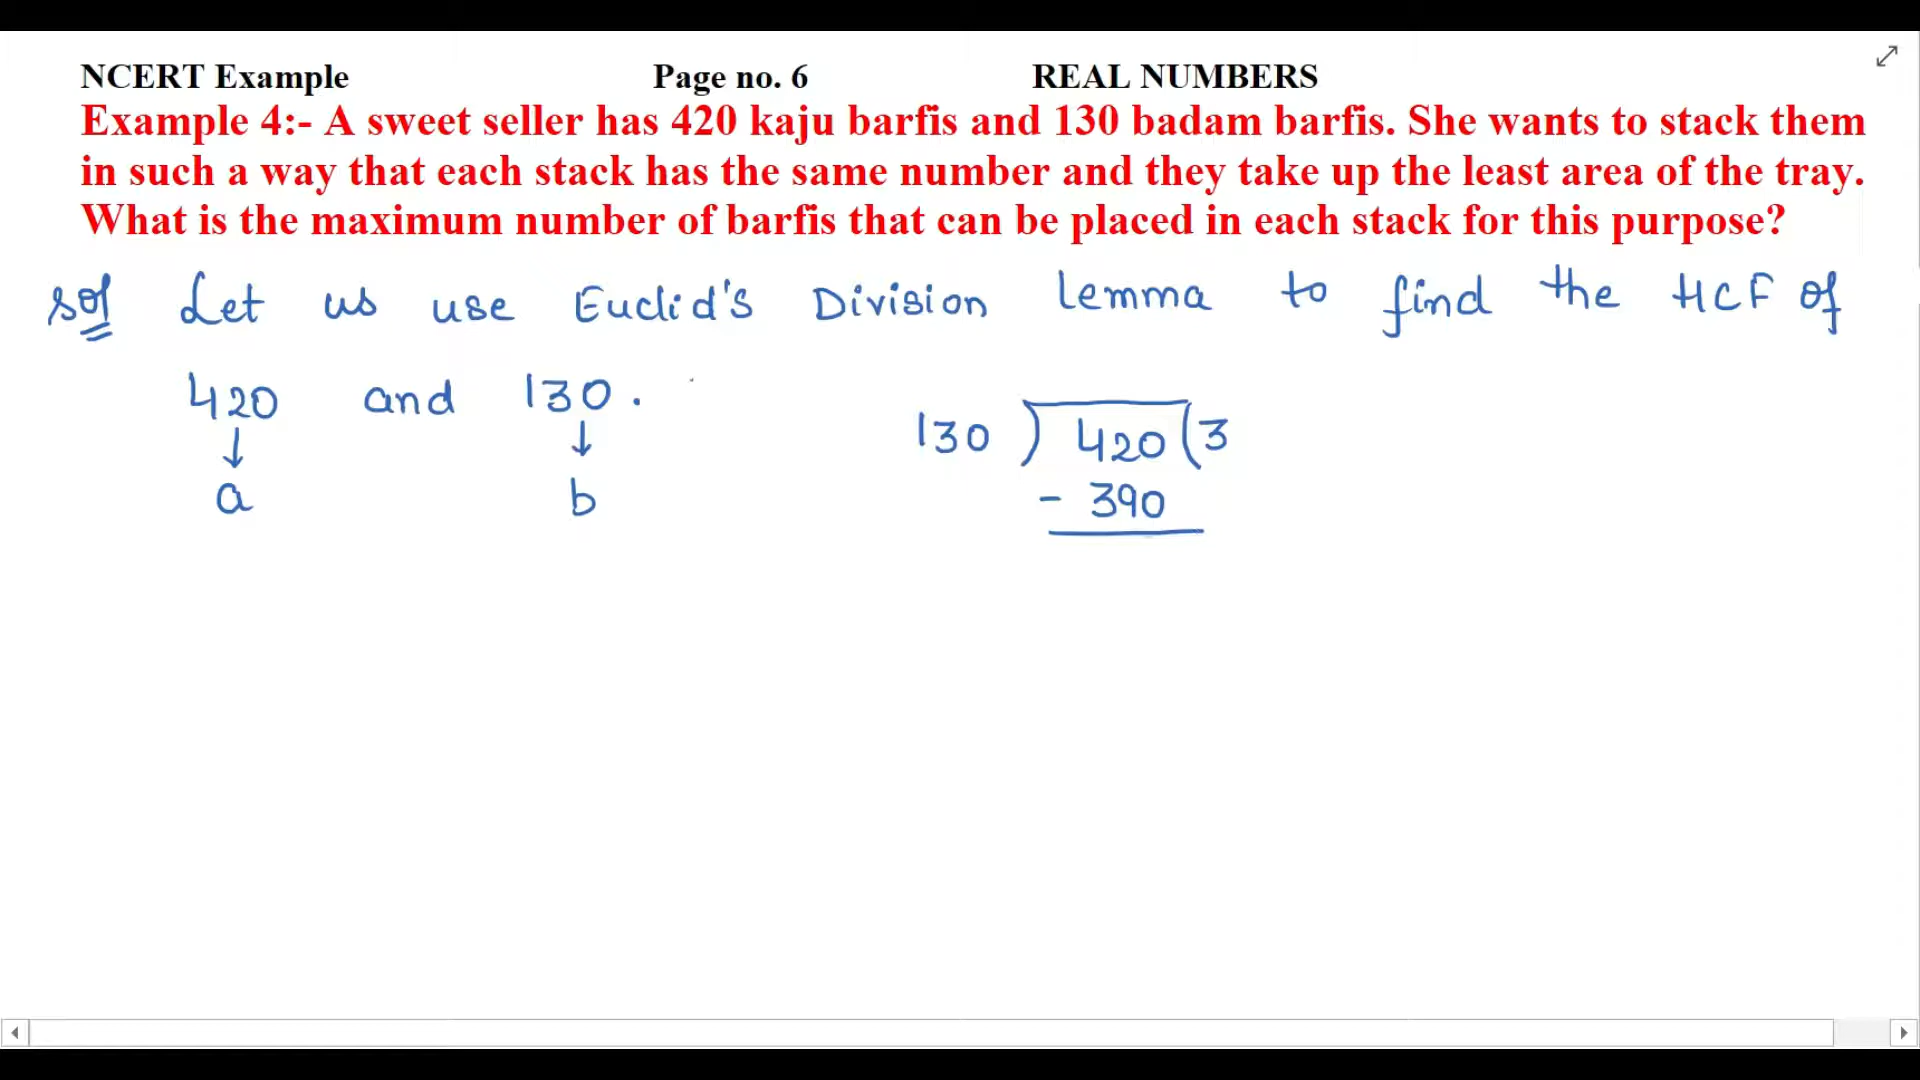 NCERT Example Page no. 6 REAL NUMBERS
Example 4:- A sweet seller has 420 kaju barfis and 130 badam barfis. She wants to stack them
in such a way that each stack has the same number and they take up the least area of the tray.
What is the maximum number of barfis that can be placed in each stack for this purpose?
Sol Let us use Euclid's Division lemma to find the HCF of
420 and 130.
130 ) 420 ( 3
a b - 390